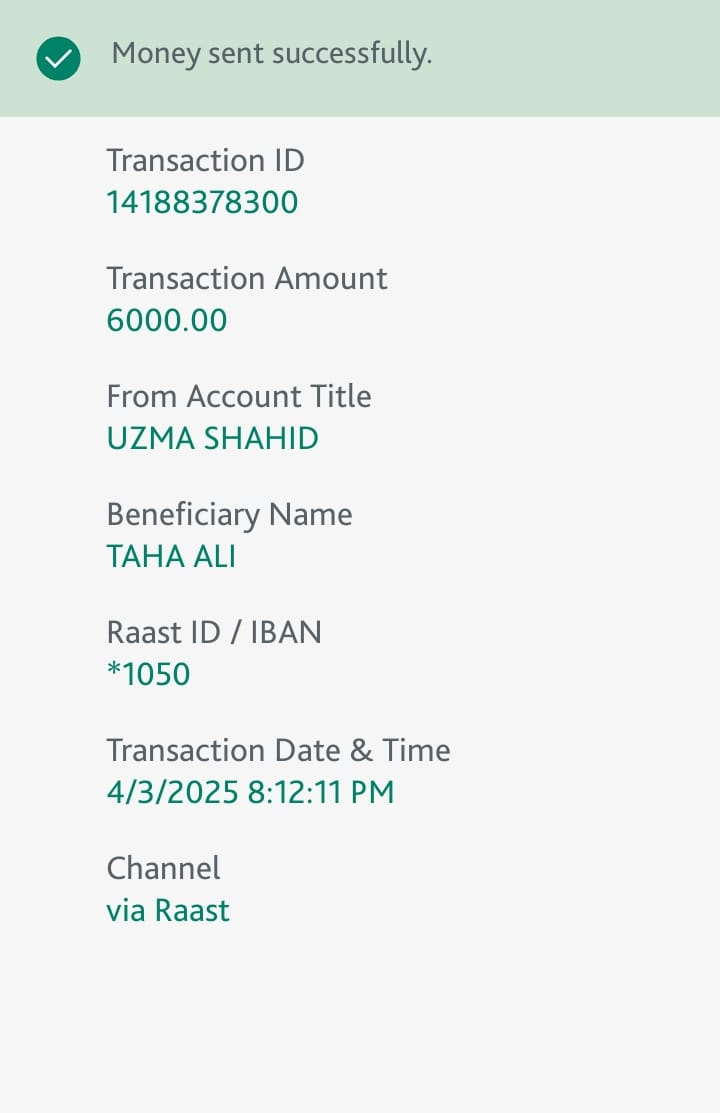 Money sent successfully.
Transaction ID
14188378300
Transaction Amount
6000.00
From Account Title
UZMA SHAHID
Beneficiary Name
TAHA ALI
Raast ID / IBAN
*1050
Transaction Date & Time
4/3/2025 8:12:11 PM
Channel
via Raast